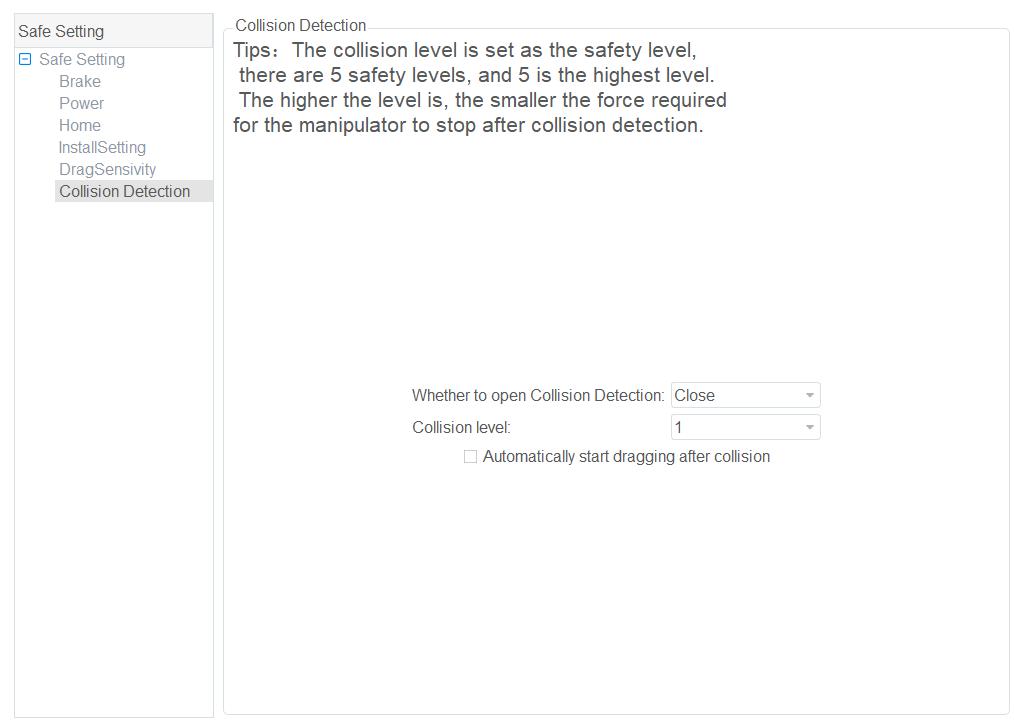 Safe Setting
Safe Setting
Brake
Power
Home
InstallSetting
DragSensivity
Collision Detection
Collision Detection
Tips：The collision level is set as the safety level,
there are 5 safety levels, and 5 is the highest level.
The higher the level is, the smaller the force required
for the manipulator to stop after collision detection.
Whether to open Collision Detection: Close
Collision level: 1
Automatically start dragging after collision